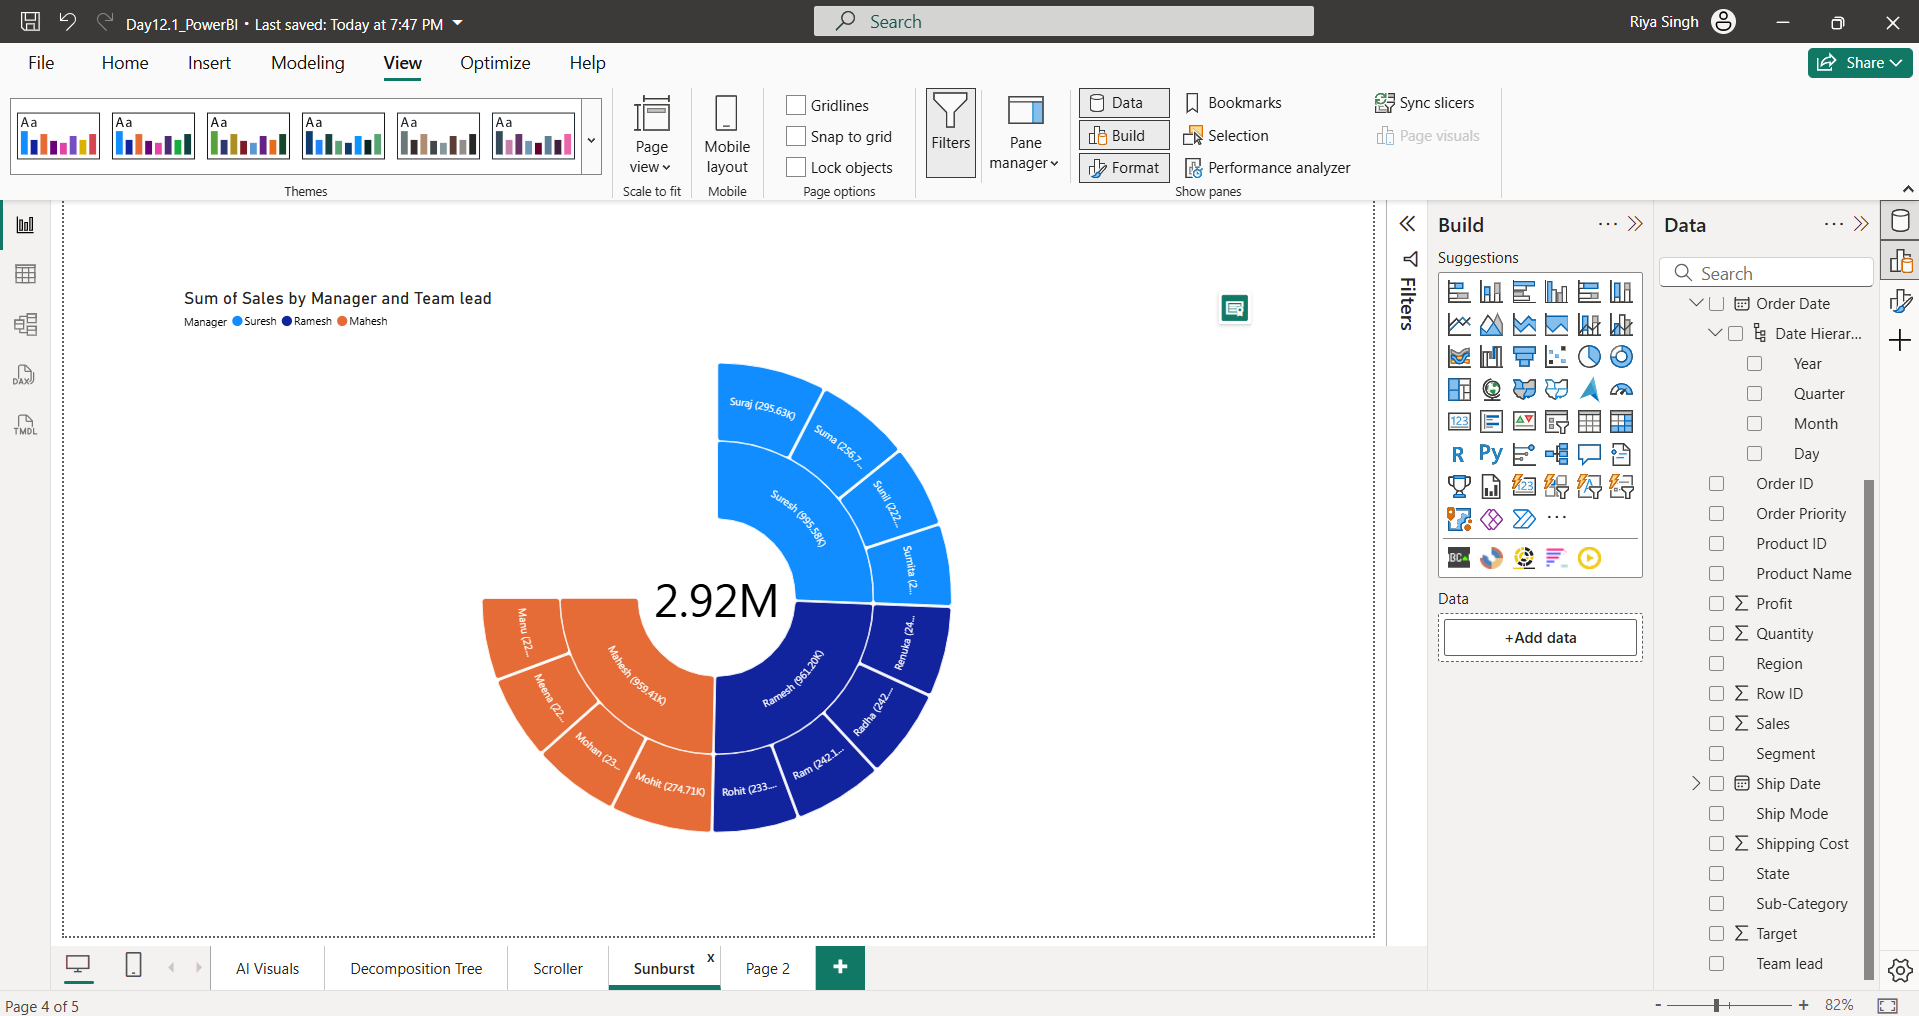 Day12.1_PowerBI • Last saved: Today at 7:47 PM
Search
Riya Singh
File Home Insert Modeling View Optimize Help
Share
Aa Aa Aa Aa Aa Aa
Themes
Page view
Scale to fit
Mobile layout
Mobile
Gridlines
Snap to grid
Lock objects
Page options
Filters
Pane manager
Data
Build
Format
Bookmarks
Selection
Performance analyzer
Sync slicers
Page visuals
Show panes
DAX
TMDL
Sum of Sales by Manager and Team lead
Manager Suresh Ramesh Mahesh
Suraj (295.63K)
Suma (256.7...
Sunil (222...
Sumita (2...
Suresh (995.58K)
Renuka (24...
Radha (242...
Ram (242.1...
Rohit (233....
Ramesh (961.20K)
Mohit (274.71K)
Mohan (23...
Meena (22...
Manu (22...
Mahesh (959.41K)
2.92M
Filters
Build
Suggestions
123
R Py
123
Data
+Add data
Data
Search
Order Date
Date Hierar...
Year
Quarter
Month
Day
Order ID
Order Priority
Product ID
Product Name
Σ Profit
Σ Quantity
Region
Σ Row ID
Σ Sales
Segment
Ship Date
Ship Mode
Σ Shipping Cost
State
Sub-Category
Σ Target
Team lead
AI Visuals
Decomposition Tree
Scroller
Sunburst x
Page 2
+
Page 4 of 5
- + 82%